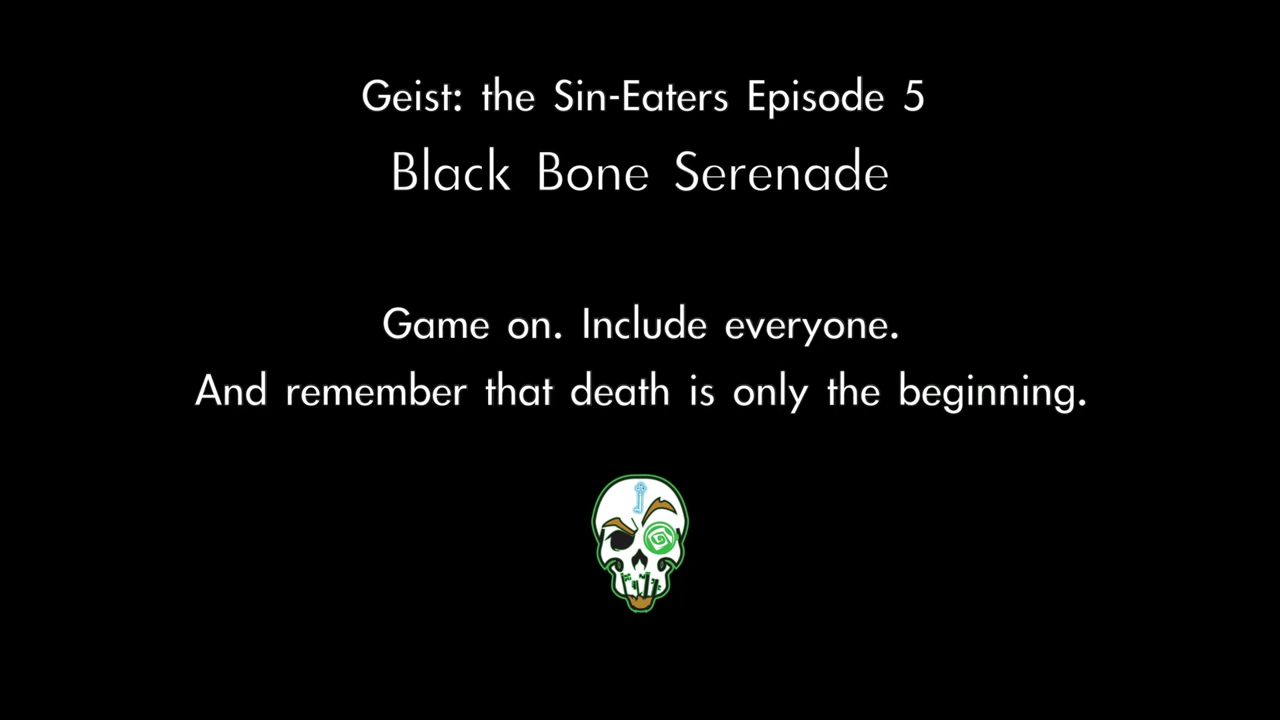 Geist: the Sin-Eaters Episode 5
Black Bone Serenade
Game on. Include everyone.
And remember that death is only the beginning.